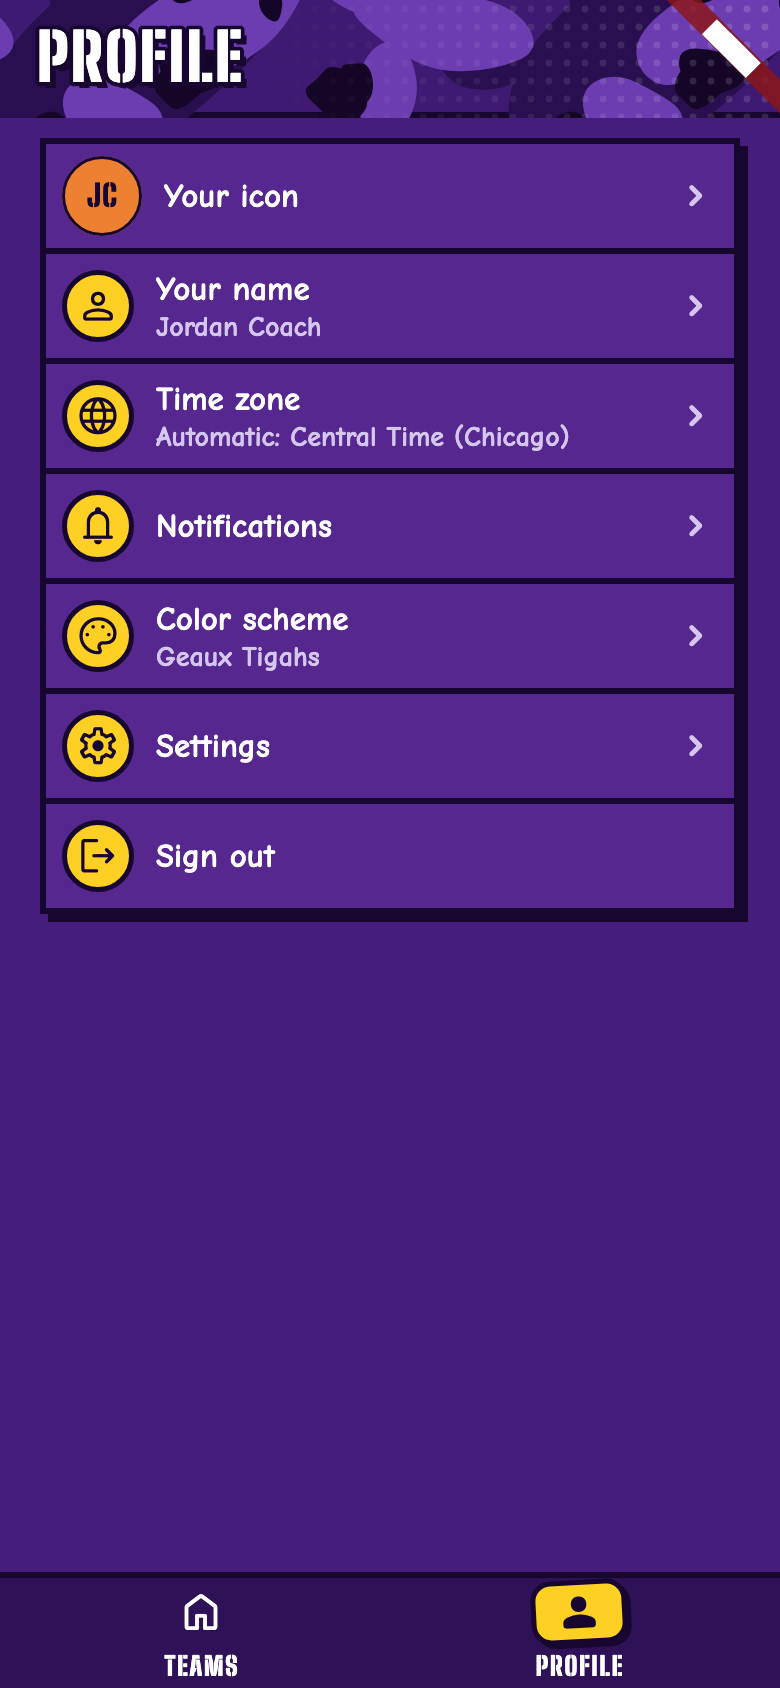 PROFILE
JC
Your icon
Your name
Jordan Coach
Time zone
Automatic: Central Time (Chicago)
Notifications
Color scheme
Geaux Tigahs
Settings
Sign out
TEAMS
PROFILE